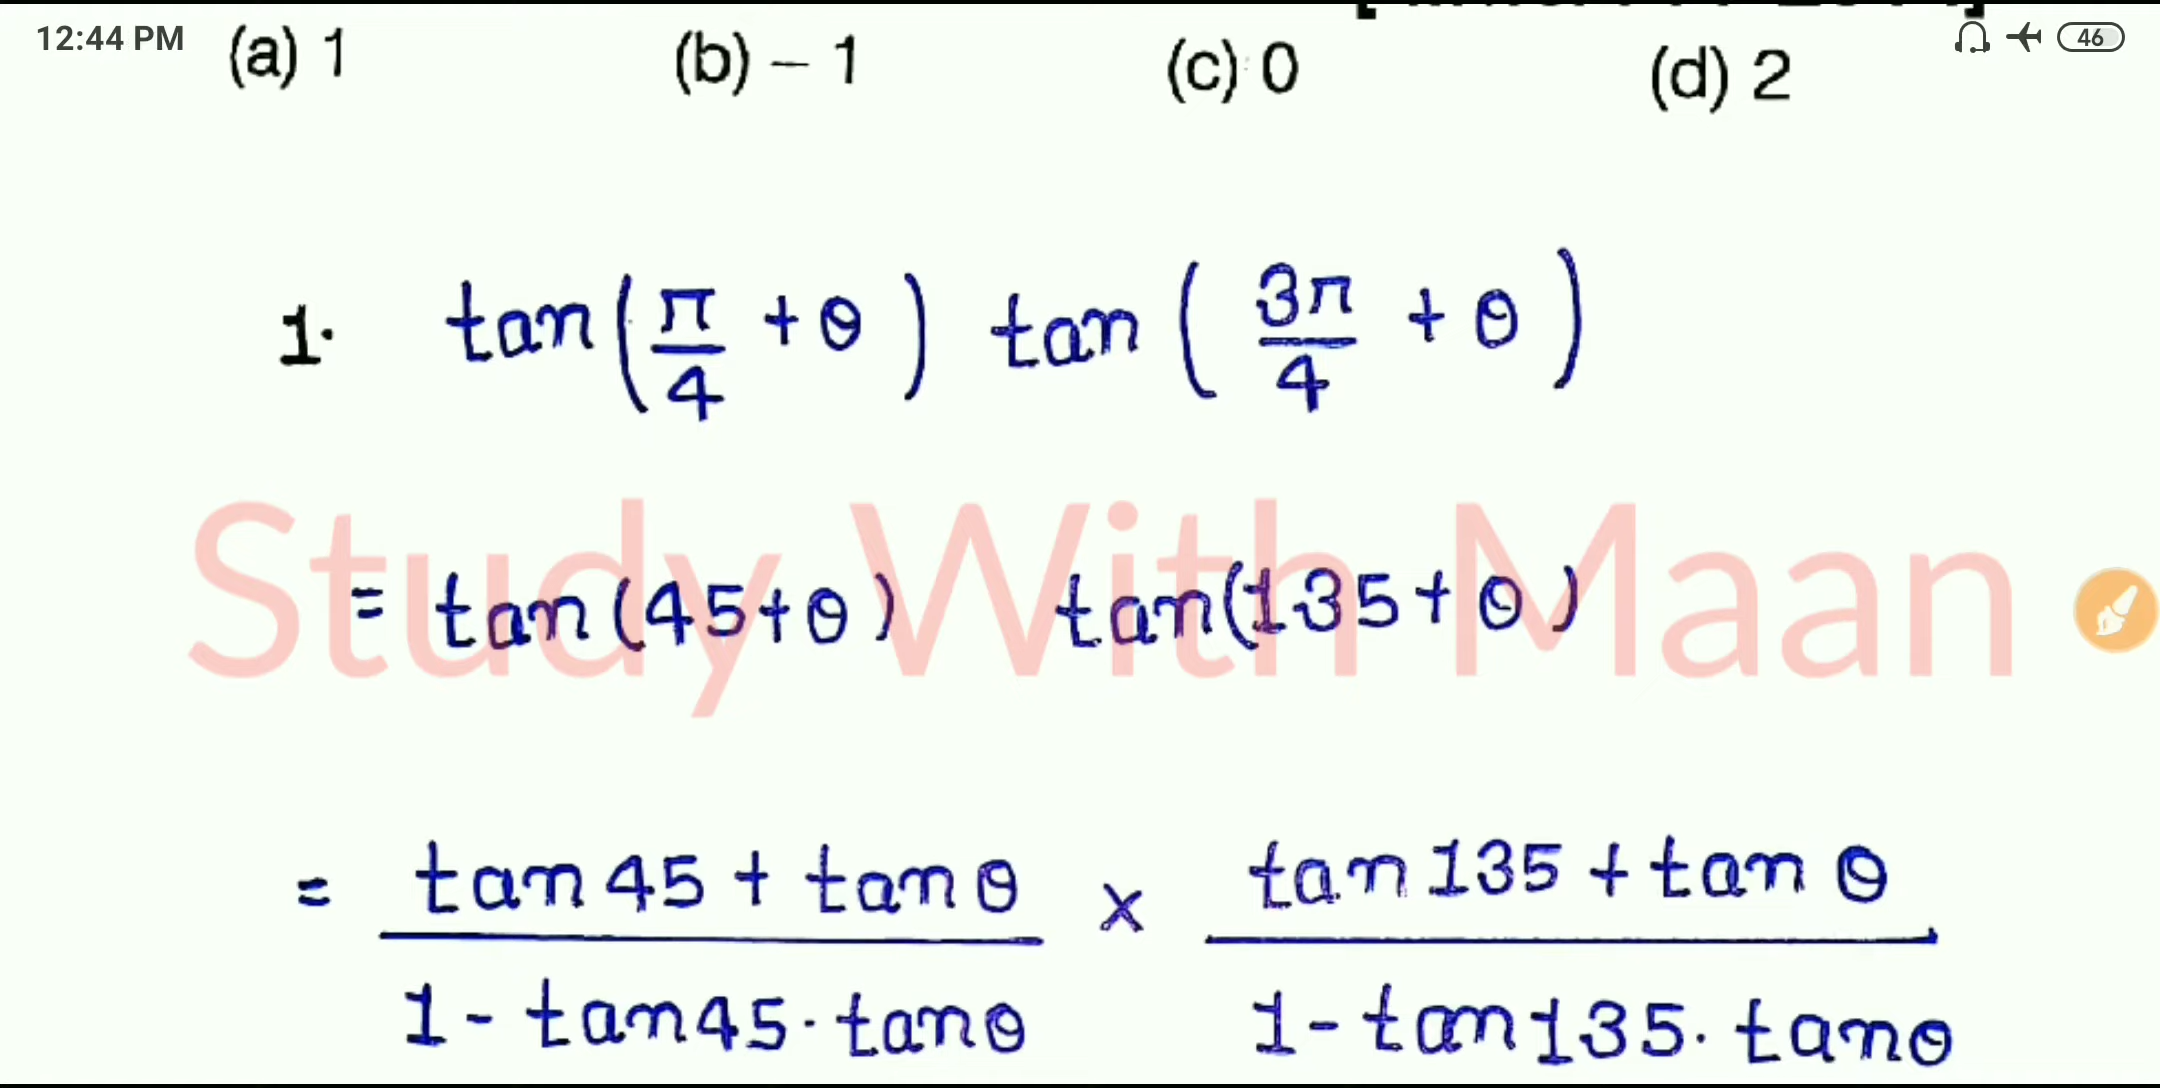 12:44 PM 46
(a) 1 (b) – 1 (c) 0 (d) 2
1. tan(π/4 + θ) tan(3π/4 + θ)
Study With Maan
= tan(45+θ) tan(135+θ)
= tan45 + tanθ × tan135 + tanθ
1 - tan45·tanθ 1 - tan135·tanθ